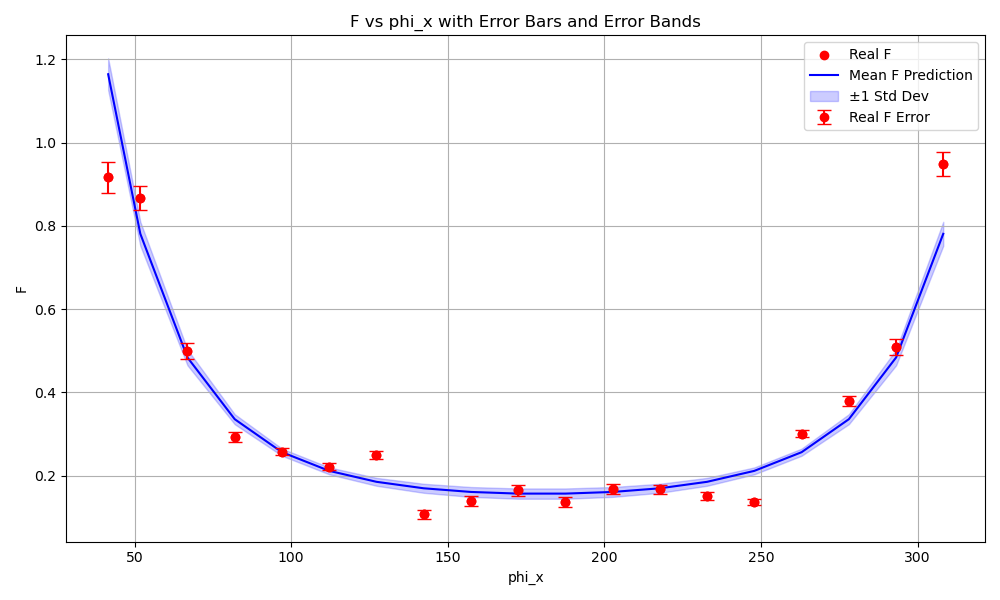 F vs phi_x with Error Bars and Error Bands
Real F
Mean F Prediction
±1 Std Dev
Real F Error
1.2
1.0
0.8
0.6
0.4
0.2
F
50
100
150
200
250
300
phi_x